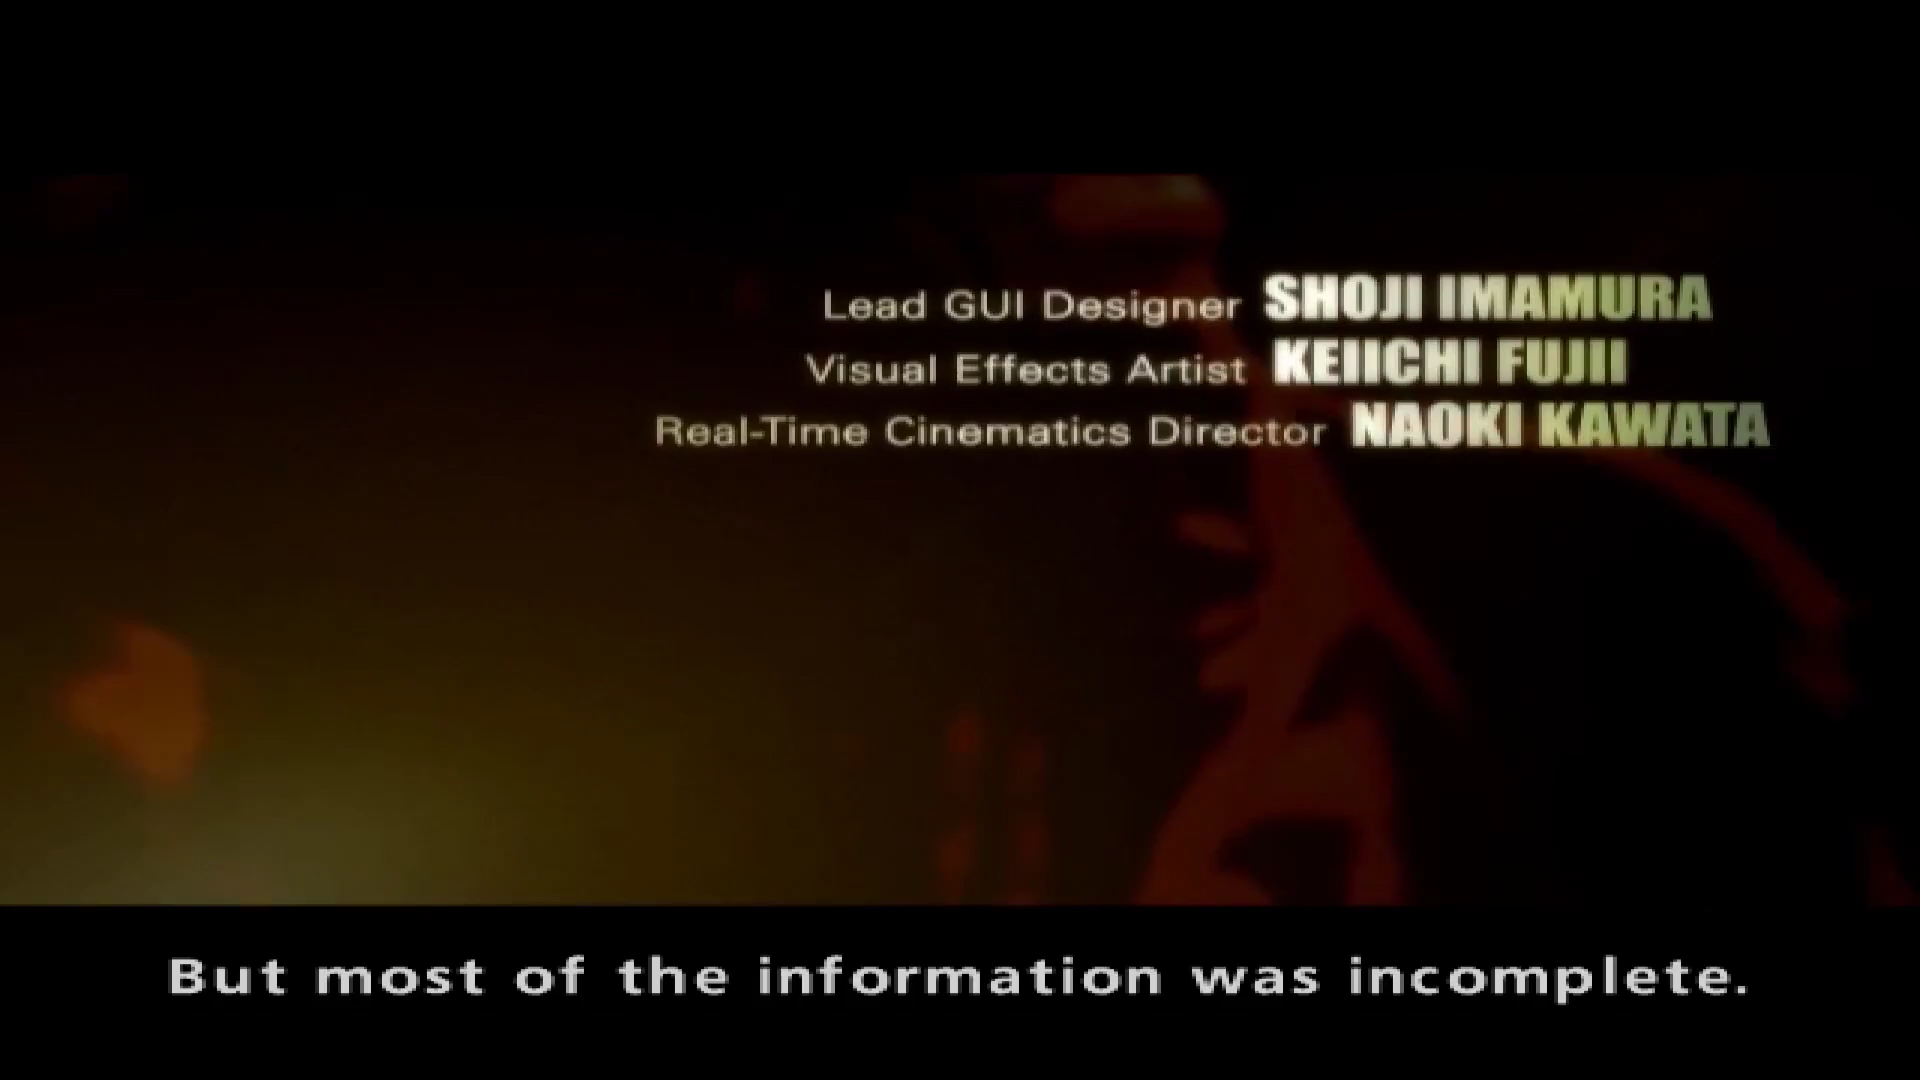 Lead GUI Designer SHOJI IMAMURA
Visual Effects Artist KEIICHI FUJII
Real-Time Cinematics Director NAOKI KAWATA
But most of the information was incomplete.